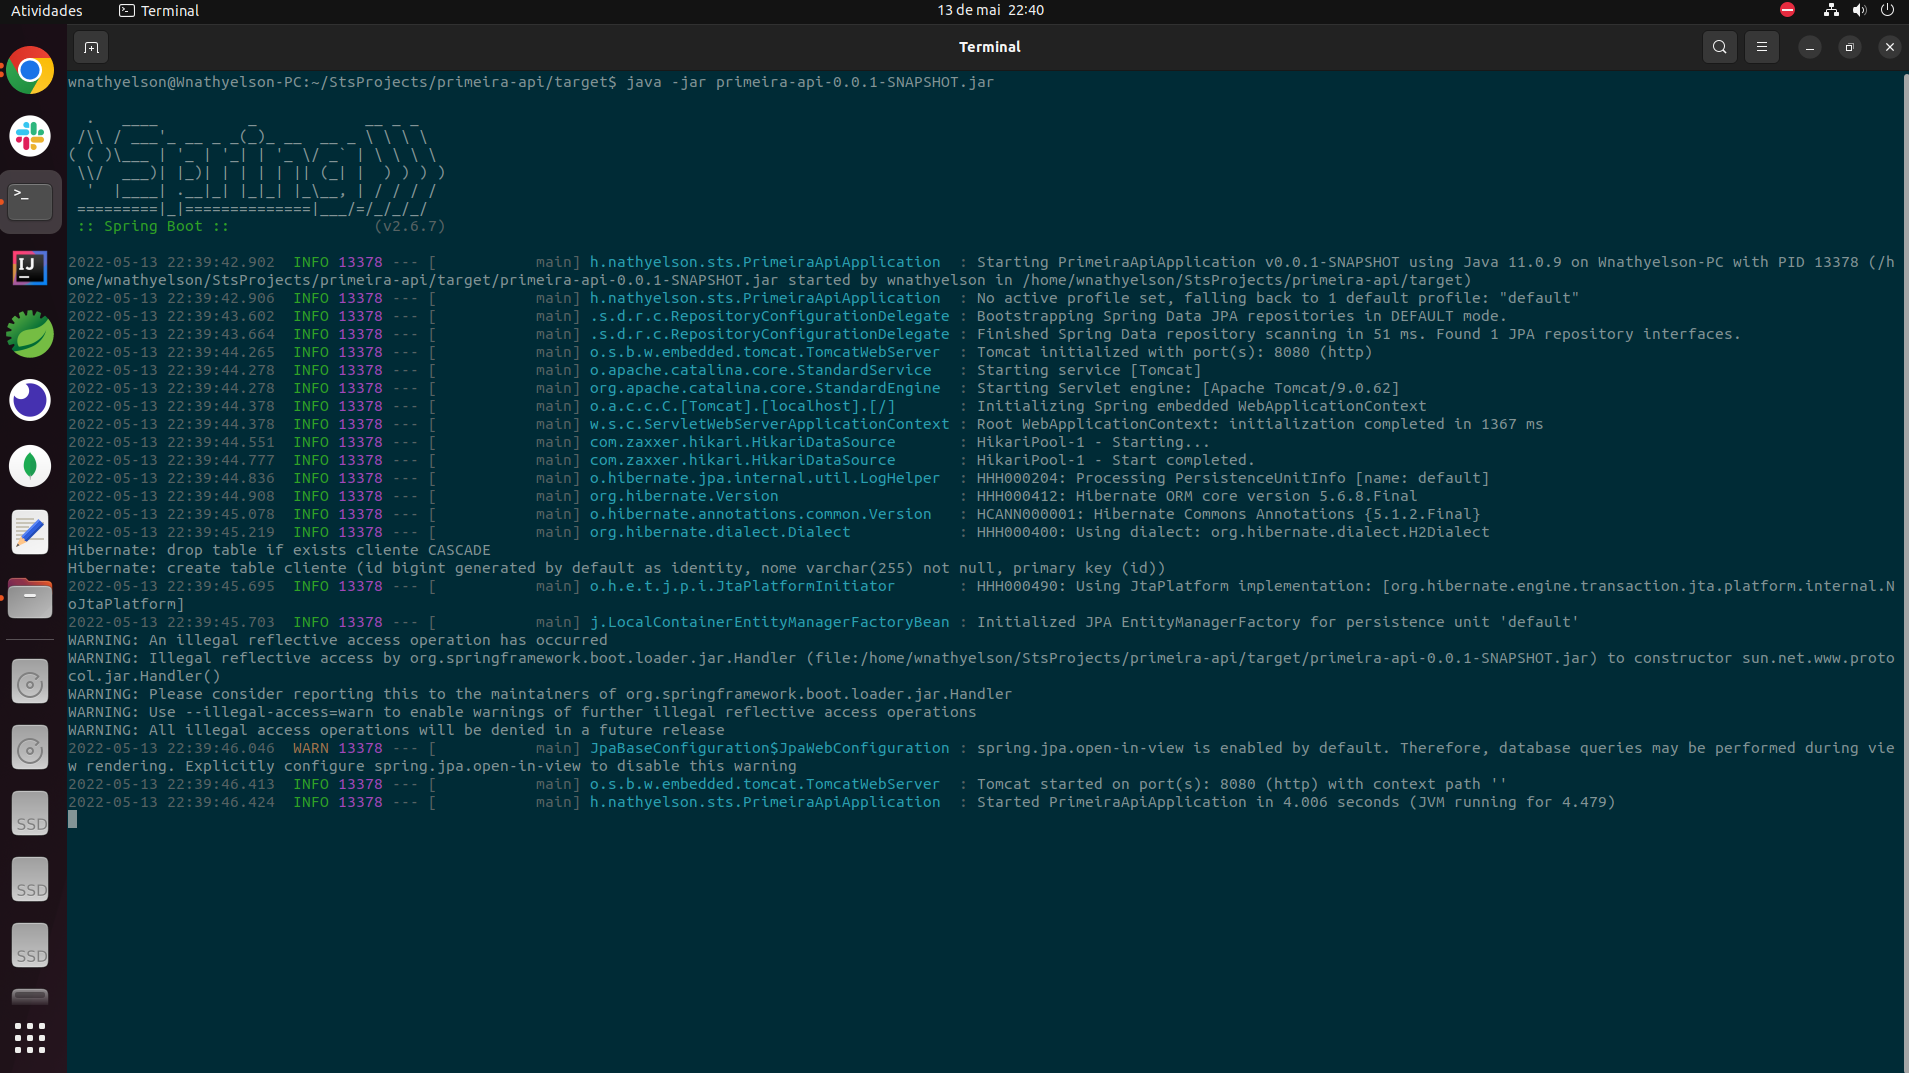 Atividades
Terminal
13 de mai 22:40
Terminal
wnathyelson@Wnathyelson-PC:~/StsProjects/primeira-api/target$ java -jar primeira-api-0.0.1-SNAPSHOT.jar
  .   ____          _            __ _ _
 /\\ / ___'_ __ _ _(_)_ __  __ _ \ \ \ \
( ( )\___ | '_ | '_| | '_ \/ _` | \ \ \ \
 \\/  ___)| |_)| | | | | || (_| |  ) ) ) )
  '  |____| .__|_| |_|_| |_\__, | / / / /
 =========|_|==============|___/=/_/_/_/
 :: Spring Boot ::                (v2.6.7)
2022-05-13 22:39:42.902  INFO 13378 --- [           main] h.nathyelson.sts.PrimeiraApiApplication  : Starting PrimeiraApiApplication v0.0.1-SNAPSHOT using Java 11.0.9 on Wnathyelson-PC with PID 13378 (/h
ome/wnathyelson/StsProjects/primeira-api/target/primeira-api-0.0.1-SNAPSHOT.jar started by wnathyelson in /home/wnathyelson/StsProjects/primeira-api/target)
2022-05-13 22:39:42.906  INFO 13378 --- [           main] h.nathyelson.sts.PrimeiraApiApplication  : No active profile set, falling back to 1 default profile: "default"
2022-05-13 22:39:43.602  INFO 13378 --- [           main] .s.d.r.c.RepositoryConfigurationDelegate : Bootstrapping Spring Data JPA repositories in DEFAULT mode.
2022-05-13 22:39:43.664  INFO 13378 --- [           main] .s.d.r.c.RepositoryConfigurationDelegate : Finished Spring Data repository scanning in 51 ms. Found 1 JPA repository interfaces.
2022-05-13 22:39:44.265  INFO 13378 --- [           main] o.s.b.w.embedded.tomcat.TomcatWebServer  : Tomcat initialized with port(s): 8080 (http)
2022-05-13 22:39:44.278  INFO 13378 --- [           main] o.apache.catalina.core.StandardService   : Starting service [Tomcat]
2022-05-13 22:39:44.278  INFO 13378 --- [           main] org.apache.catalina.core.StandardEngine  : Starting Servlet engine: [Apache Tomcat/9.0.62]
2022-05-13 22:39:44.378  INFO 13378 --- [           main] o.a.c.c.C.[Tomcat].[localhost].[/]       : Initializing Spring embedded WebApplicationContext
2022-05-13 22:39:44.378  INFO 13378 --- [           main] w.s.c.ServletWebServerApplicationContext : Root WebApplicationContext: initialization completed in 1367 ms
2022-05-13 22:39:44.551  INFO 13378 --- [           main] com.zaxxer.hikari.HikariDataSource       : HikariPool-1 - Starting...
2022-05-13 22:39:44.777  INFO 13378 --- [           main] com.zaxxer.hikari.HikariDataSource       : HikariPool-1 - Start completed.
2022-05-13 22:39:44.836  INFO 13378 --- [           main] o.hibernate.jpa.internal.util.LogHelper  : HHH000204: Processing PersistenceUnitInfo [name: default]
2022-05-13 22:39:44.908  INFO 13378 --- [           main] org.hibernate.Version                    : HHH000412: Hibernate ORM core version 5.6.8.Final
2022-05-13 22:39:45.078  INFO 13378 --- [           main] o.hibernate.annotations.common.Version   : HCANN000001: Hibernate Commons Annotations {5.1.2.Final}
2022-05-13 22:39:45.219  INFO 13378 --- [           main] org.hibernate.dialect.Dialect            : HHH000400: Using dialect: org.hibernate.dialect.H2Dialect
Hibernate: drop table if exists cliente CASCADE
Hibernate: create table cliente (id bigint generated by default as identity, nome varchar(255) not null, primary key (id))
2022-05-13 22:39:45.695  INFO 13378 --- [           main] o.h.e.t.j.p.i.JtaPlatformInitiator       : HHH000490: Using JtaPlatform implementation: [org.hibernate.engine.transaction.jta.platform.internal.N
oJtaPlatform]
2022-05-13 22:39:45.703  INFO 13378 --- [           main] j.LocalContainerEntityManagerFactoryBean : Initialized JPA EntityManagerFactory for persistence unit 'default'
WARNING: An illegal reflective access operation has occurred
WARNING: Illegal reflective access by org.springframework.boot.loader.jar.Handler (file:/home/wnathyelson/StsProjects/primeira-api/target/primeira-api-0.0.1-SNAPSHOT.jar) to constructor sun.net.www.proto
col.jar.Handler()
WARNING: Please consider reporting this to the maintainers of org.springframework.boot.loader.jar.Handler
WARNING: Use --illegal-access=warn to enable warnings of further illegal reflective access operations
WARNING: All illegal access operations will be denied in a future release
2022-05-13 22:39:46.046  WARN 13378 --- [           main] JpaBaseConfiguration$JpaWebConfiguration : spring.jpa.open-in-view is enabled by default. Therefore, database queries may be performed during vie
w rendering. Explicitly configure spring.jpa.open-in-view to disable this warning
2022-05-13 22:39:46.413  INFO 13378 --- [           main] o.s.b.w.embedded.tomcat.TomcatWebServer  : Tomcat started on port(s): 8080 (http) with context path ''
2022-05-13 22:39:46.424  INFO 13378 --- [           main] h.nathyelson.sts.PrimeiraApiApplication  : Started PrimeiraApiApplication in 4.006 seconds (JVM running for 4.479)
IJ
SSD
SSD
SSD